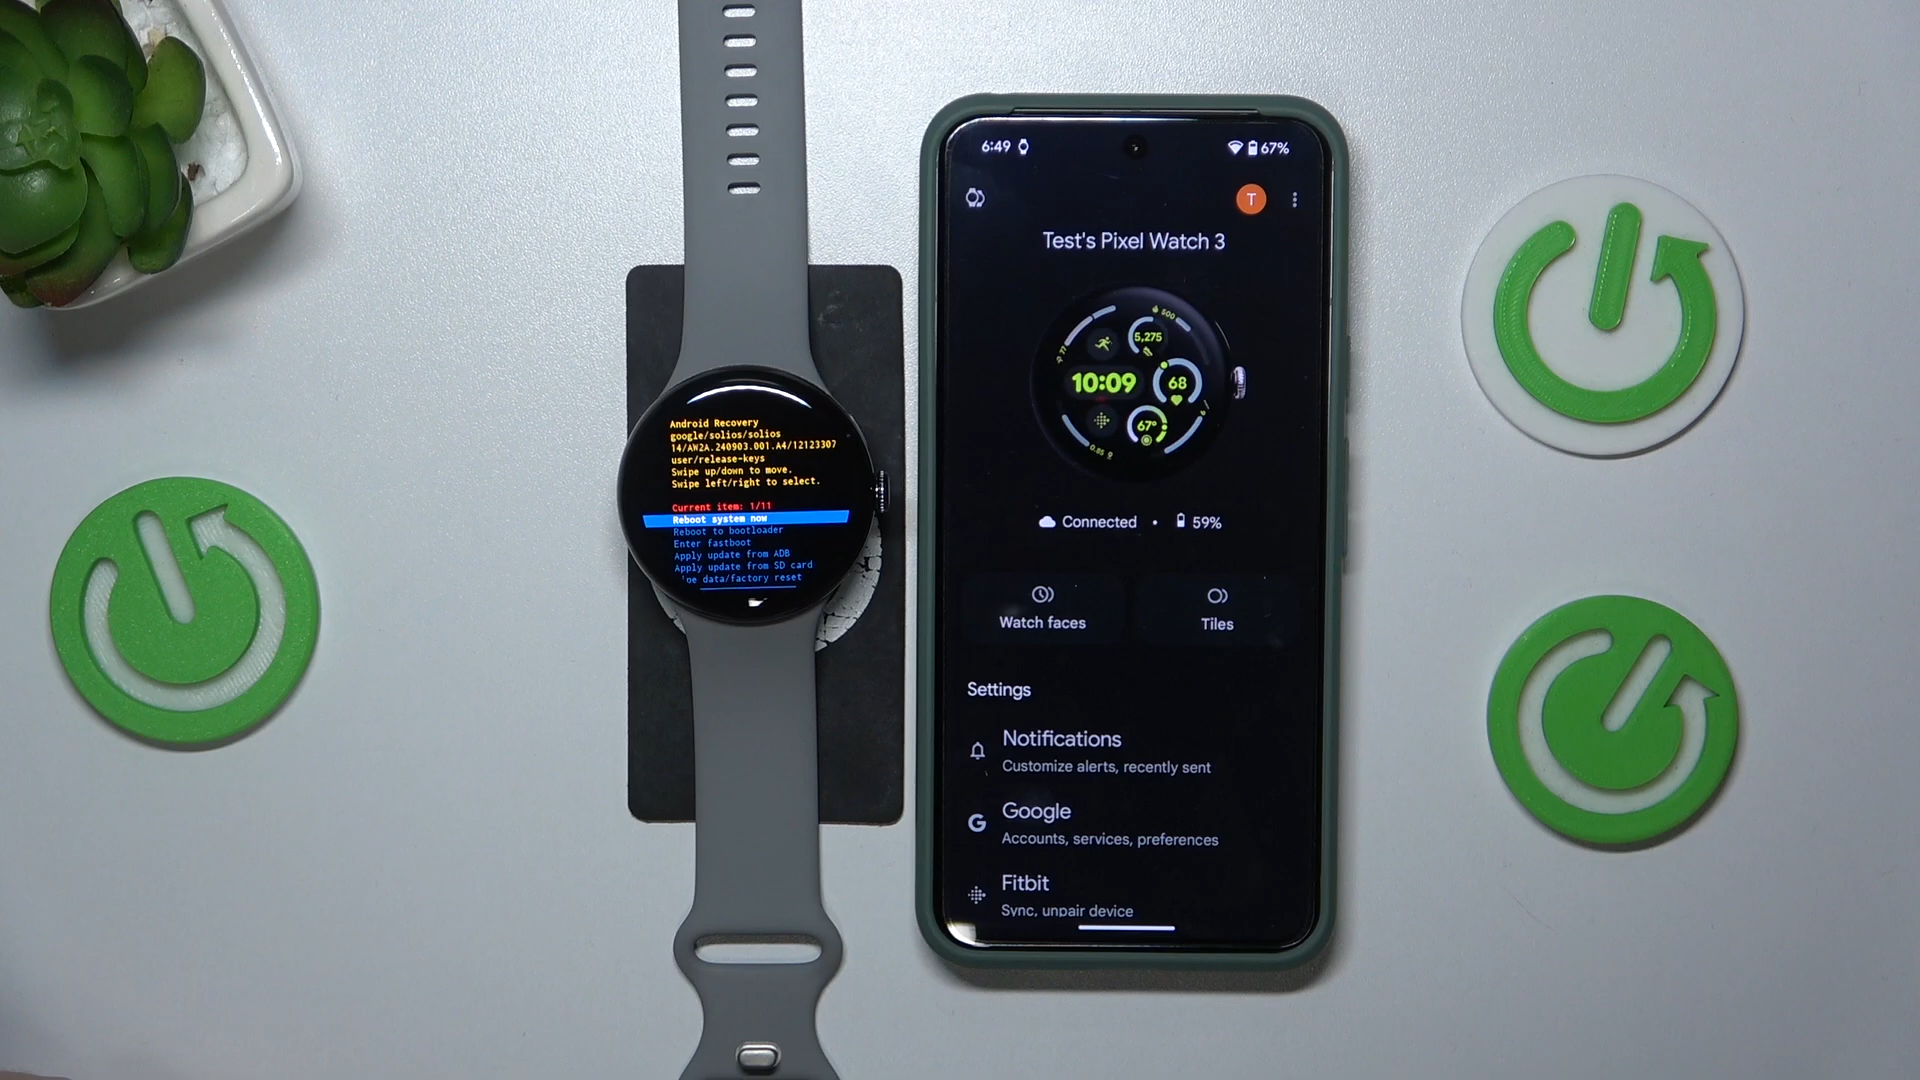 Android Recovery
google/solios/solios
14/AW2A.240903.001.A4/12123307
user/release-keys
Swipe up/down to move.
Swipe left/right to select.
Current item: 1/11
Reboot system now
Reboot to bootloader
Enter fastboot
Apply update from ADB
Apply update from SD card
data/factory reset
6:49
67%
T
Test's Pixel Watch 3
500
5,275
10:09
68
67°
Connected • 59%
Watch faces
Tiles
Settings
Notifications
Customize alerts, recently sent
Google
Accounts, services, preferences
Fitbit
Sync, unpair device